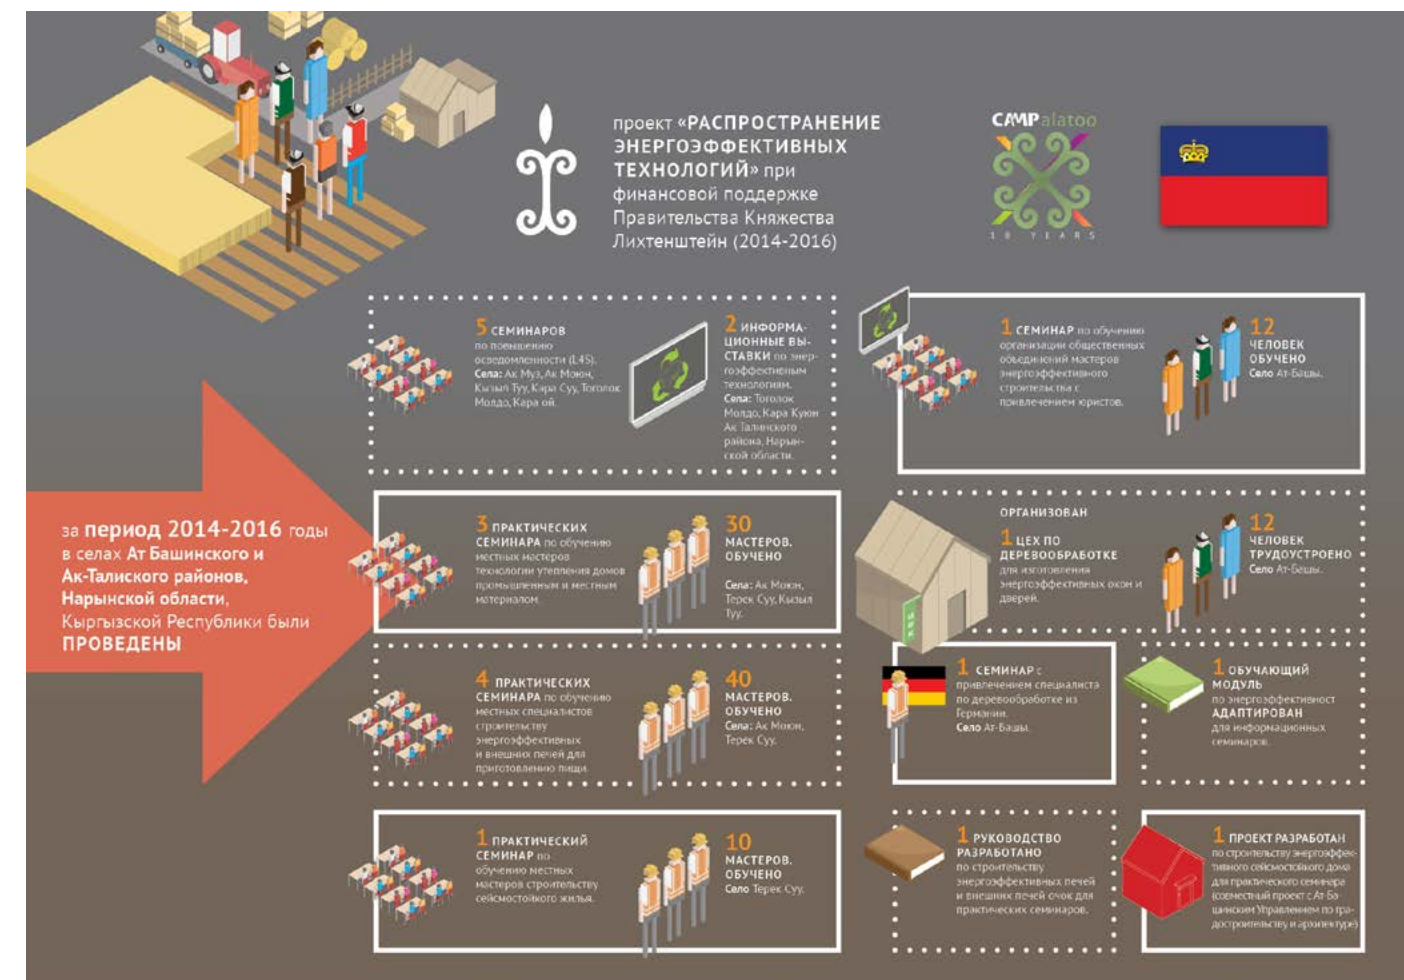 проект «РАСПРОСТРАНЕНИЕ
ЭНЕРГОЭФФЕКТИВНЫХ
ТЕХНОЛОГИЙ» при
финансовой поддержке
Правительства Княжества
Лихтенштейн (2014-2016)
CAMPalatoo
10 YEARS
за период 2014-2016 годы
в селах Ат Башинского и
Ак-Талиского районов,
Нарынской области,
Кыргызской Республики были
ПРОВЕДЕНЫ
5 СЕМИНАРОВ
по повышению
осведомленности (L4S).
Села: Ак Муз, Ак Моюн,
Кызыл Туу, Кара Суу, Тоголок
Молдо, Кара ой.
2 ИНФОРМА-
ЦИОННЫЕ ВЫ-
СТАВКИ по энер-
гоэффективным
технологиям.
Села: Тоголок
Молдо, Кара Куюн
Ак Талинского
района, Нарын-
ской области.
1 СЕМИНАР по обучению
организации общественных
объединений мастеров
энергоэффективного
строительства с
привлечением юристов.
12
ЧЕЛОВЕК
ОБУЧЕНО
Село Ат-Башы.
3 ПРАКТИЧЕСКИХ
СЕМИНАРА по обучению
местных мастеров
технологии утепления домов
промышленным и местным
материалом.
30
МАСТЕРОВ.
ОБУЧЕНО
Села: Ак Моюн,
Терек Суу, Кызыл
Туу.
ОРГАНИЗОВАН
1 ЦЕХ ПО
ДЕРЕВООБРАБОТКЕ
для изготовления
энергоэффективных окон и
дверей.
12
ЧЕЛОВЕК
ТРУДОУСТРОЕНО
Село Ат-Башы.
4 ПРАКТИЧЕСКИХ
СЕМИНАРА по обучению
местных специалистов
строительству
энергоэффективных
и внешних печей для
приготовлению пищи.
40
МАСТЕРОВ.
ОБУЧЕНО
Села: Ак Моюн,
Терек Суу.
1 СЕМИНАР с
привлечением специалиста
по деревообработке из
Германии.
Село Ат-Башы.
1 ОБУЧАЮЩИЙ
МОДУЛЬ
по энергоэффективност
АДАПТИРОВАН
для информационных
семинаров.
1 ПРАКТИЧЕСКИЙ
СЕМИНАР по
обучению местных
мастеров строительству
сейсмостойкого жилья.
10
МАСТЕРОВ.
ОБУЧЕНО
Село Терек Суу.
1 РУКОВОДСТВО
РАЗРАБОТАНО
по строительству
энергоэффективных печей
и внешних печей очок для
практических семинаров.
1 ПРОЕКТ РАЗРАБОТАН
по строительству энергоэффек-
тивного сейсмостойкого дома
для практического семинара
(совместный проект с Ат-Ба-
шинским Управлением по гра-
достроительству и архитектуре)